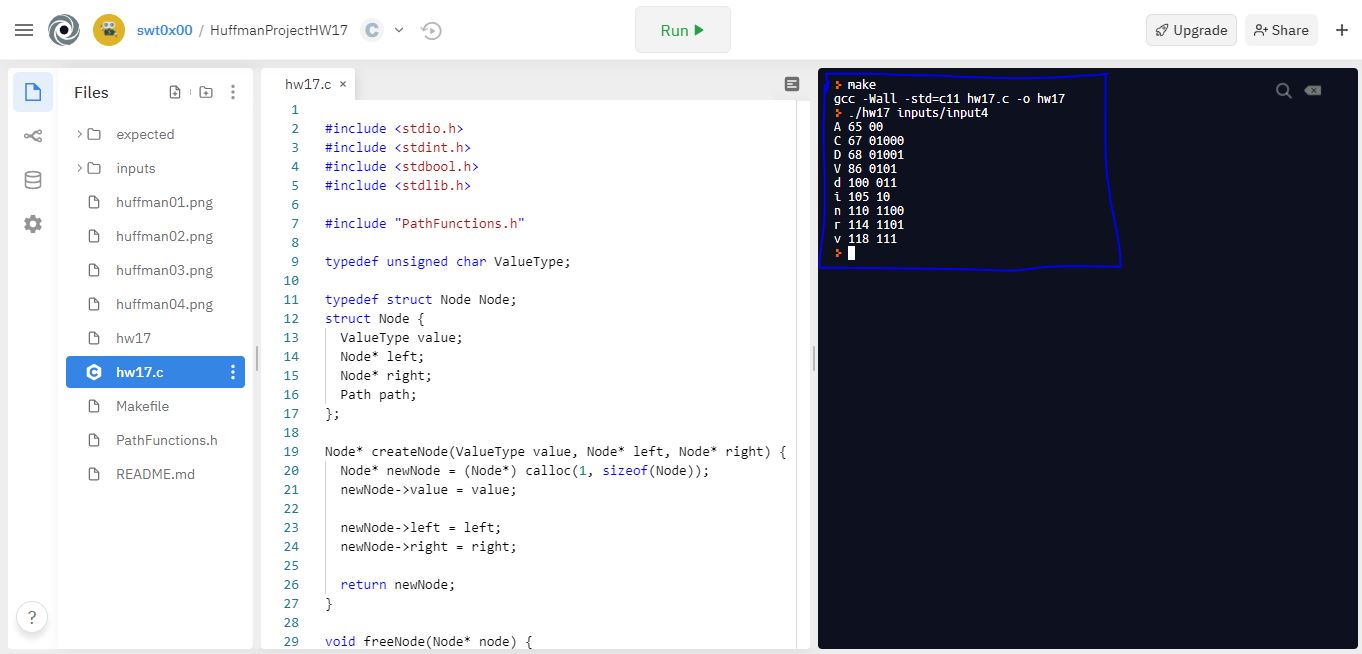 swt0x00 / HuffmanProjectHW17 C
Run
Upgrade
Share
Files
expected
inputs
huffman01.png
huffman02.png
huffman03.png
huffman04.png
hw17
hw17.c
Makefile
PathFunctions.h
README.md
?
hw17.c ×
1
2 #include <stdio.h>
3 #include <stdint.h>
4 #include <stdbool.h>
5 #include <stdlib.h>
6
7 #include "PathFunctions.h"
8
9 typedef unsigned char ValueType;
10
11 typedef struct Node Node;
12 struct Node {
13 ValueType value;
14 Node* left;
15 Node* right;
16 Path path;
17 };
18
19 Node* createNode(ValueType value, Node* left, Node* right) {
20 Node* newNode = (Node*) calloc(1, sizeof(Node));
21 newNode->value = value;
22
23 newNode->left = left;
24 newNode->right = right;
25
26 return newNode;
27 }
28
29 void freeNode(Node* node) {
make
gcc -Wall -std=c11 hw17.c -o hw17
./hw17 inputs/input4
A 65 00
C 67 01000
D 68 01001
V 86 0101
d 100 011
i 105 10
n 110 1100
r 114 1101
v 118 111